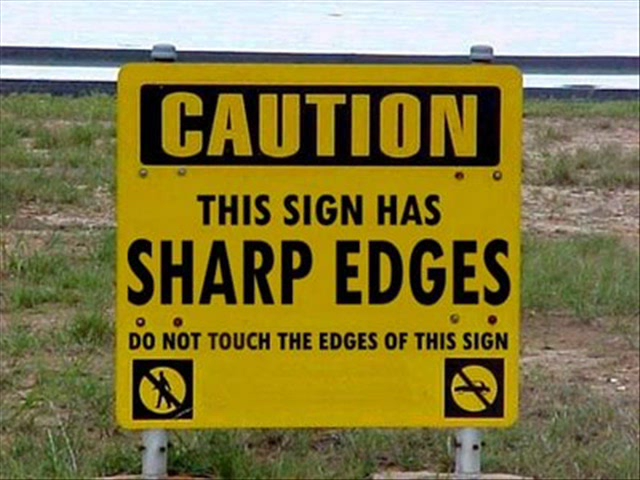 CAUTION
THIS SIGN HAS
SHARP EDGES
DO NOT TOUCH THE EDGES OF THIS SIGN